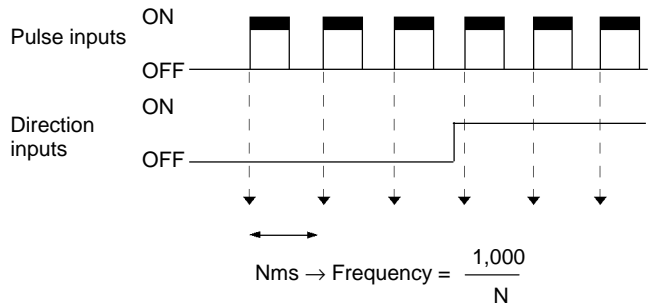 ON
Pulse inputs
OFF
ON
Direction
inputs
OFF
Nms → Frequency = 1,000
N